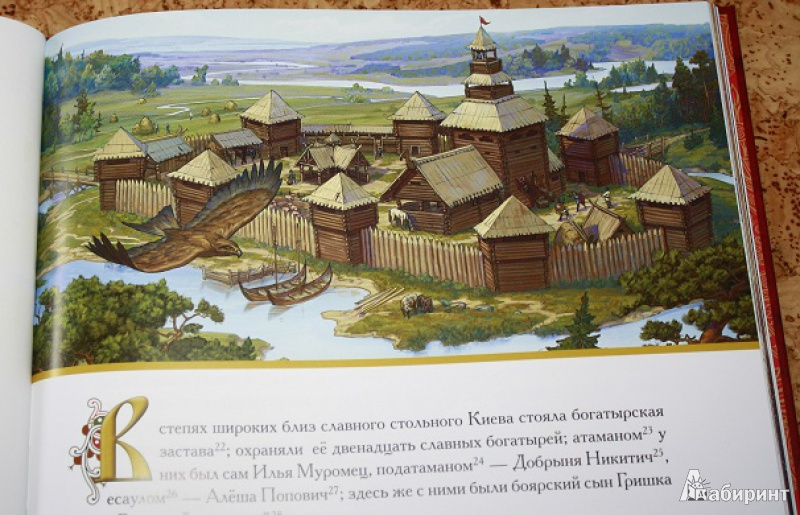 В
степях широких близ славного стольного Киева стояла богатырская
застава²²; охраняли её двенадцать славных богатырей; атаманом²³ у
них был сам Илья Муромец, податаманом²⁴ — Добрыня Никитич²⁵,
есаулом²⁶ — Алёша Попович²⁷; здесь же с ними были боярский сын Гришка
Лабиринт